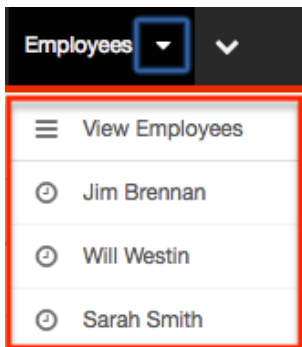 Employees
View Employees
Jim Brennan
Will Westin
Sarah Smith